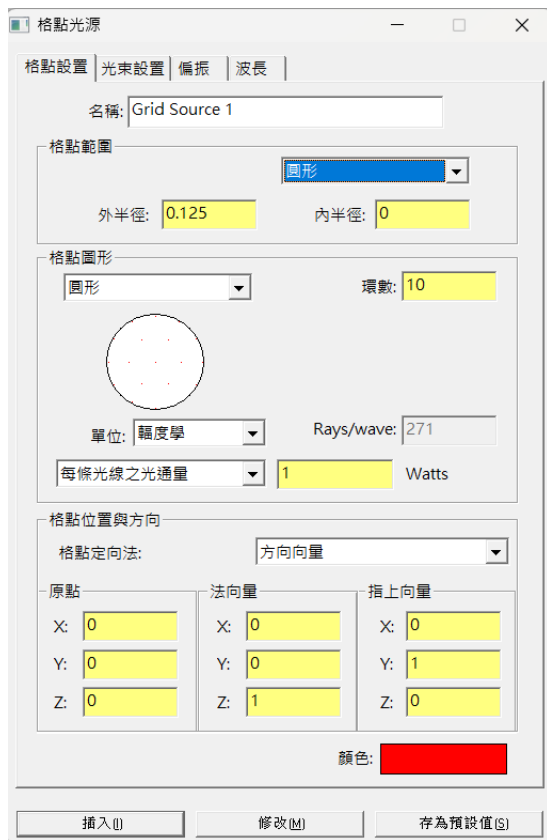 格點光源
格點設置 光束設置 偏振 波長
名稱: Grid Source 1
格點範圍
圓形
外半徑: 0.125 內半徑: 0
格點圖形
圓形 環數: 10
單位: 輻度學 Rays/wave: 271
每條光線之光通量 1 Watts
格點位置與方向
格點定向法: 方向向量
原點 法向量 指上向量
X: 0 X: 0 X: 0
Y: 0 Y: 0 Y: 1
Z: 0 Z: 1 Z: 0
顏色:
插入(I) 修改(M) 存為預設值(S)